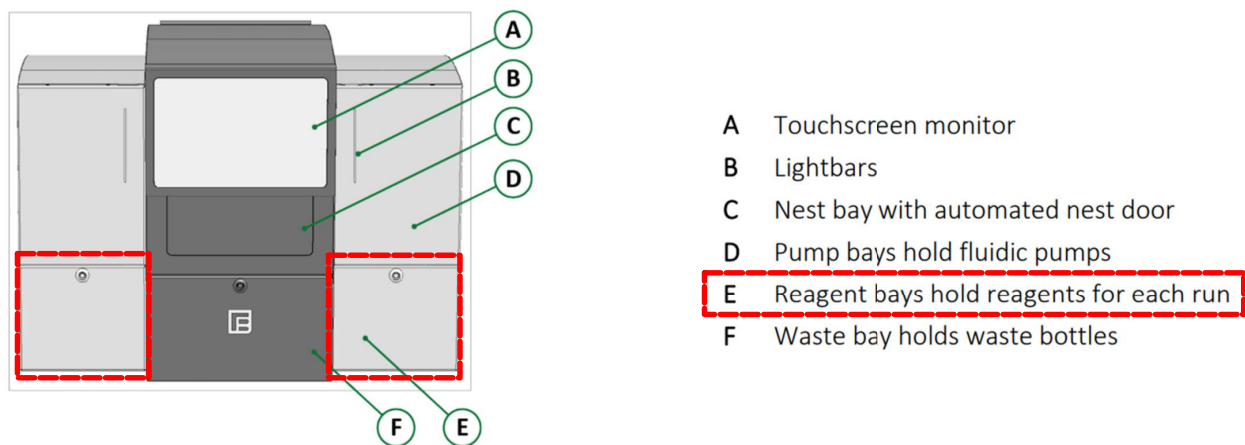 A
B
C
D
E
F
A Touchscreen monitor
B Lightbars
C Nest bay with automated nest door
D Pump bays hold fluidic pumps
E Reagent bays hold reagents for each run
F Waste bay holds waste bottles